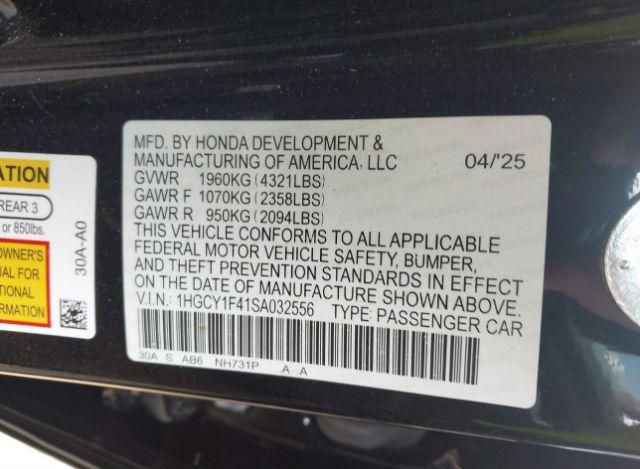 ATION
REAR 3
or 850lbs.
OWNER'S
UAL FOR
TIONAL
MATION
30A-A0
MFD. BY HONDA DEVELOPMENT &
MANUFACTURING OF AMERICA, LLC 04/'25
GVWR 1960KG (4321LBS)
GAWR F 1070KG (2358LBS)
GAWR R 950KG (2094LBS)
THIS VEHICLE CONFORMS TO ALL APPLICABLE
FEDERAL MOTOR VEHICLE SAFETY, BUMPER,
AND THEFT PREVENTION STANDARDS IN EFFECT
ON THE DATE OF MANUFACTURE SHOWN ABOVE.
V.I.N.: 1HGCY1F41SA032556 TYPE: PASSENGER CAR
30A S AB6 NH731P A A